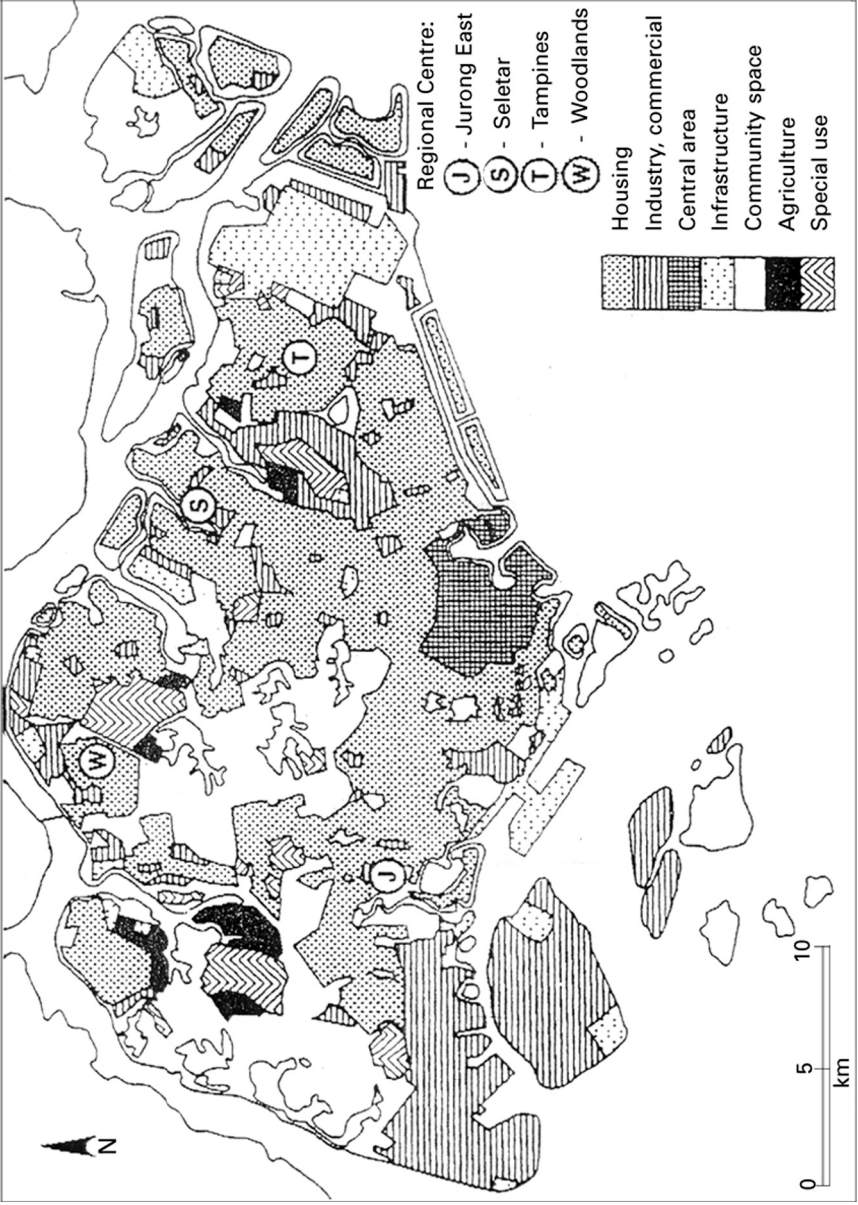 Regional Centre:
J - Jurong East
S - Seletar
T - Tampines
W - Woodlands
Housing
Industry, commercial
Central area
Infrastructure
Community space
Agriculture
Special use
W
S
T
J
N
0 5 10
km